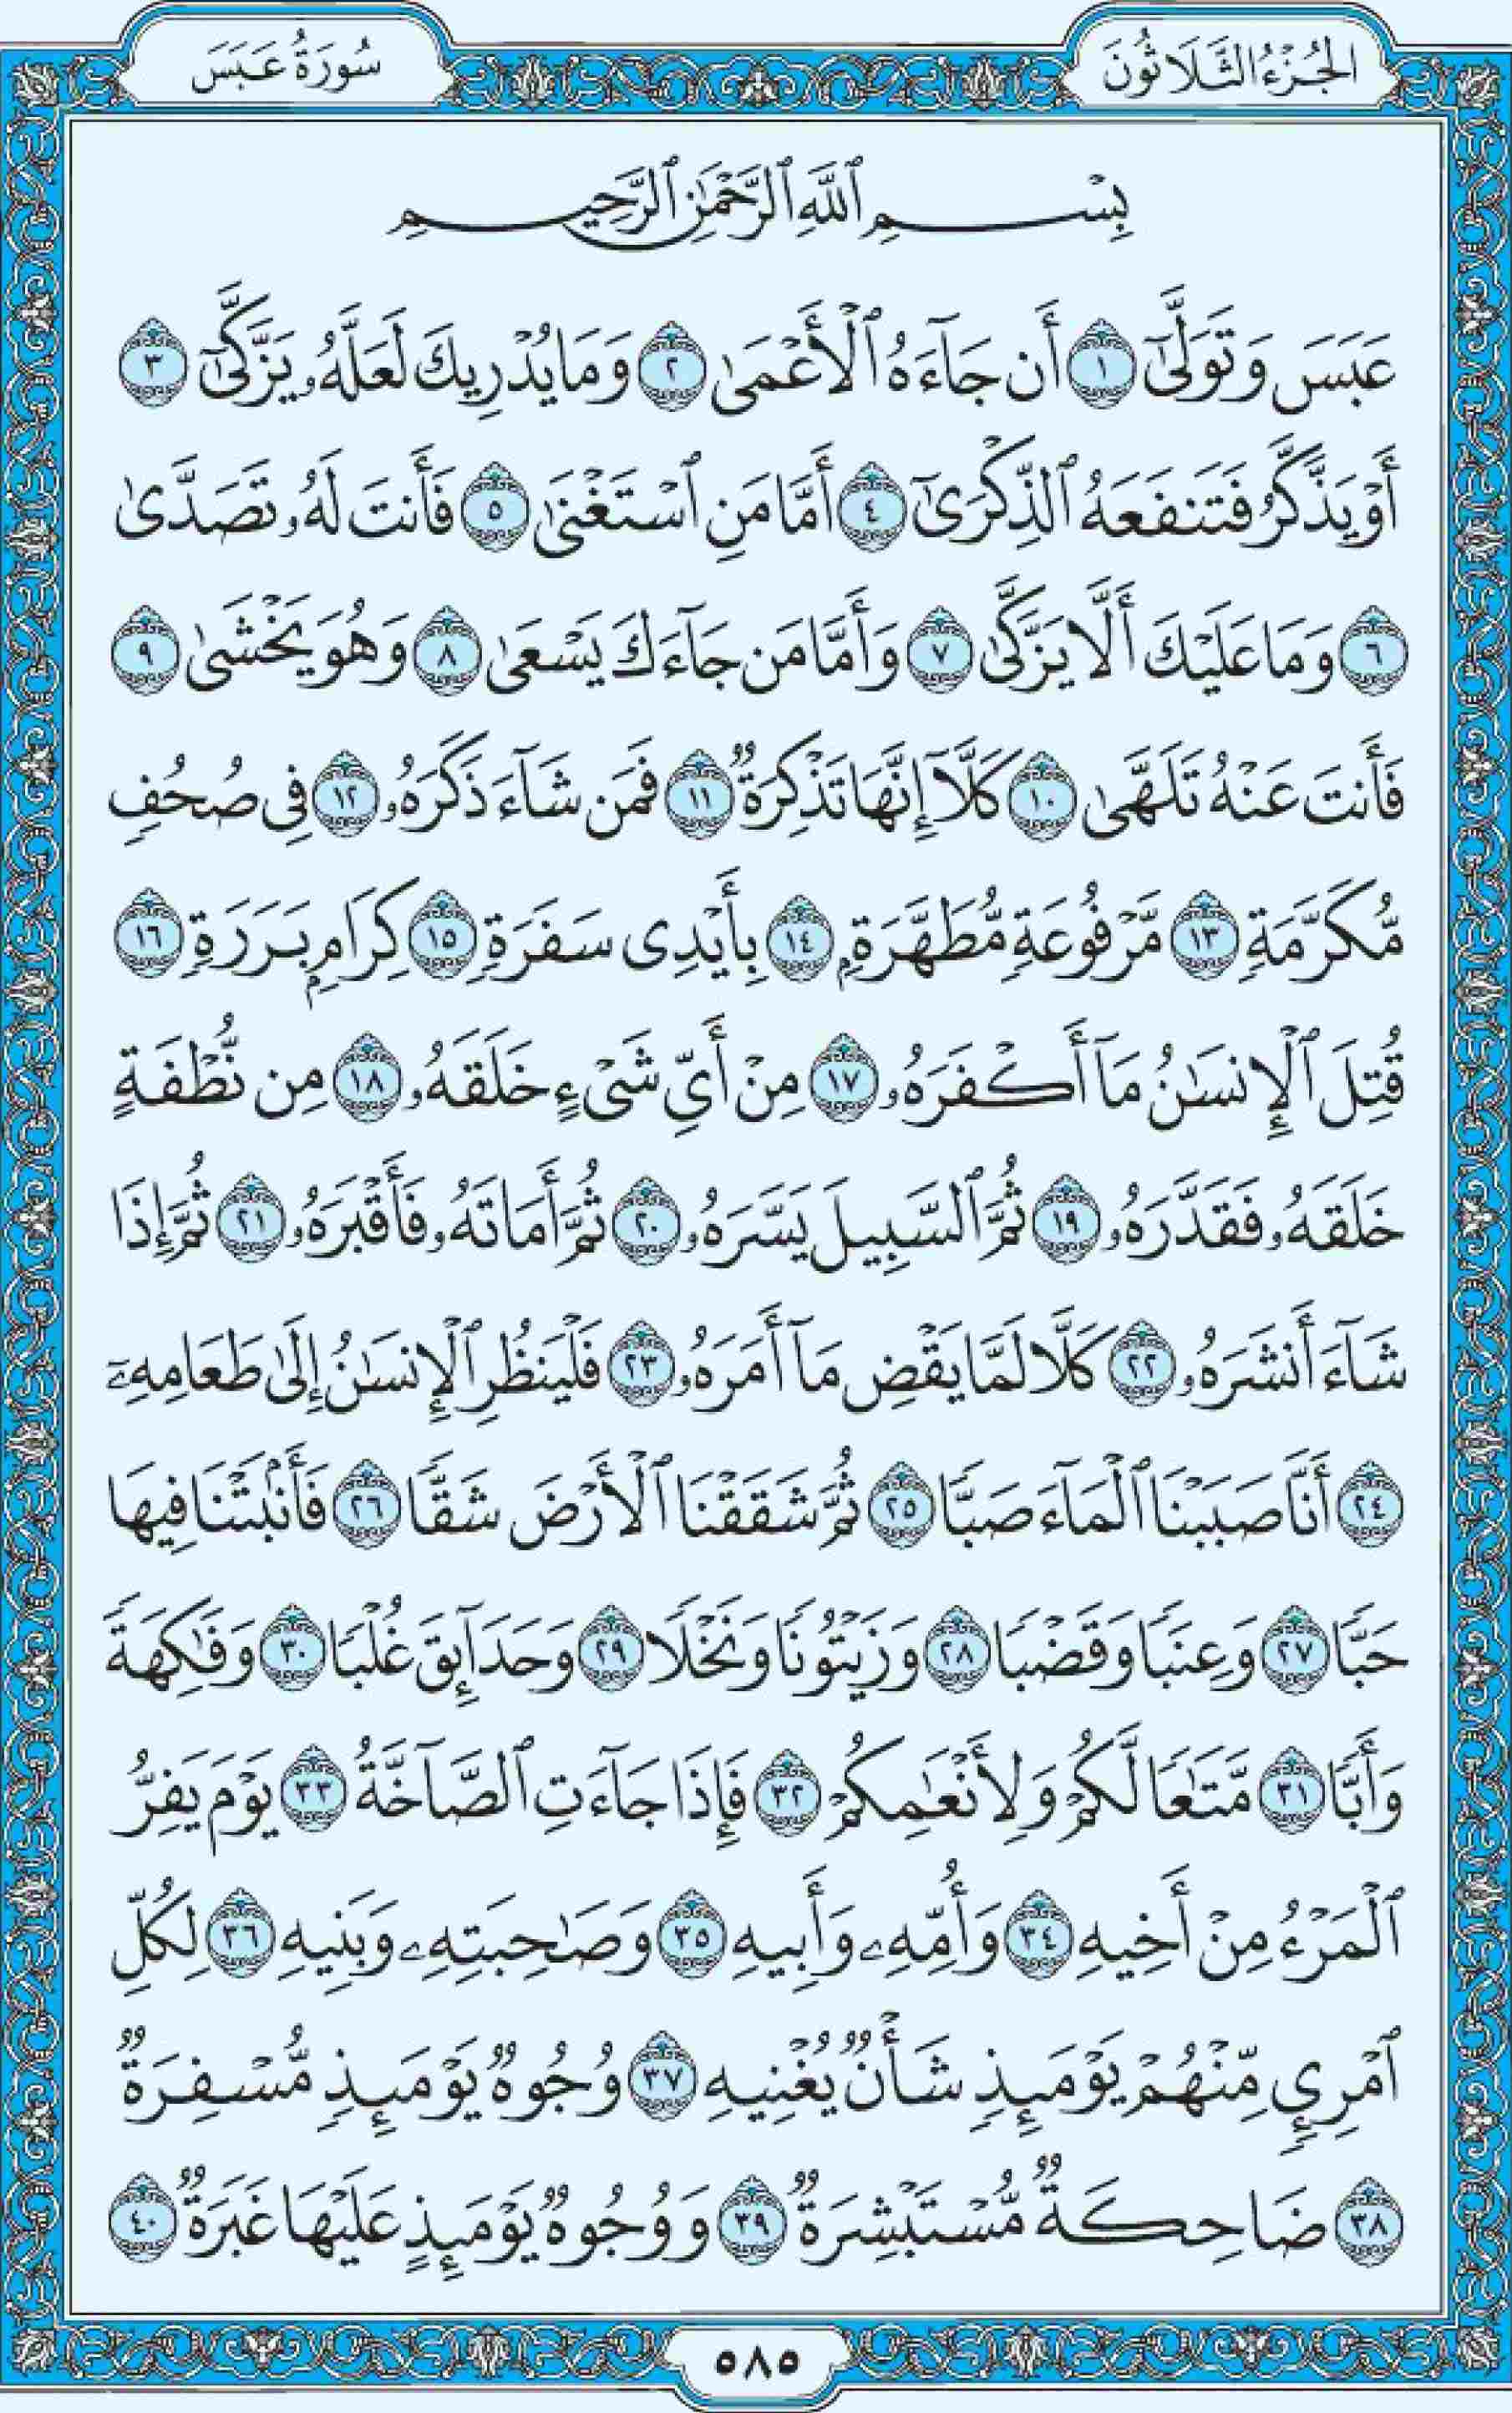 الجُزْءُ الثَّلَاثُونَ
سُورَةُ عَبَسَ
بِسْمِ ٱللَّهِ ٱلرَّحْمَٰنِ ٱلرَّحِيمِ
عَبَسَ وَتَوَلَّىٰٓ ١ أَن جَآءَهُ ٱلْأَعْمَىٰ ٢ وَمَا يُدْرِيكَ لَعَلَّهُۥ يَزَّكَّىٰٓ ٣
أَوْ يَذَّكَّرُ فَتَنفَعَهُ ٱلذِّكْرَىٰٓ ٤ أَمَّا مَنِ ٱسْتَغْنَىٰ ٥ فَأَنتَ لَهُۥ تَصَدَّىٰ
٦ وَمَا عَلَيْكَ أَلَّا يَزَّكَّىٰ ٧ وَأَمَّا مَن جَآءَكَ يَسْعَىٰ ٨ وَهُوَ يَخْشَىٰ ٩
فَأَنتَ عَنْهُ تَلَهَّىٰ ١٠ كَلَّآ إِنَّهَا تَذْكِرَةٌ ١١ فَمَن شَآءَ ذَكَرَهُۥ ١٢ فِى صُحُفٍ
مُّكَرَّمَةٍ ١٣ مَّرْفُوعَةٍ مُّطَهَّرَةٍۭ ١٤ بِأَيْدِى سَفَرَةٍ ١٥ كِرَامٍۭ بَرَرَةٍ ١٦
قُتِلَ ٱلْإِنسَٰنُ مَآ أَكْفَرَهُۥ ١٧ مِنْ أَىِّ شَىْءٍ خَلَقَهُۥ ١٨ مِن نُّطْفَةٍ
خَلَقَهُۥ فَقَدَّرَهُۥ ١٩ ثُمَّ ٱلسَّبِيلَ يَسَّرَهُۥ ٢٠ ثُمَّ أَمَاتَهُۥ فَأَقْبَرَهُۥ ٢١ ثُمَّ إِذَا
شَآءَ أَنشَرَهُۥ ٢٢ كَلَّا لَمَّا يَقْضِ مَآ أَمَرَهُۥ ٢٣ فَلْيَنظُرِ ٱلْإِنسَٰنُ إِلَىٰ طَعَامِهِۦٓ
٢٤ أَنَّا صَبَبْنَا ٱلْمَآءَ صَبًّا ٢٥ ثُمَّ شَقَقْنَا ٱلْأَرْضَ شَقًّا ٢٦ فَأَنۢبَتْنَا فِيهَا
حَبًّا ٢٧ وَعِنَبًا وَقَضْبًا ٢٨ وَزَيْتُونًا وَنَخْلًا ٢٩ وَحَدَآئِقَ غُلْبًا ٣٠ وَفَٰكِهَةً
وَأَبًّا ٣١ مَّتَٰعًا لَّكُمْ وَلِأَنْعَٰمِكُمْ ٣٢ فَإِذَا جَآءَتِ ٱلصَّآخَّةُ ٣٣ يَوْمَ يَفِرُّ
ٱلْمَرْءُ مِنْ أَخِيهِ ٣٤ وَأُمِّهِۦ وَأَبِيهِ ٣٥ وَصَٰحِبَتِهِۦ وَبَنِيهِ ٣٦ لِكُلِّ
ٱمْرِئٍ مِّنْهُمْ يَوْمَئِذٍ شَأْنٌ يُغْنِيهِ ٣٧ وُجُوهٌ يَوْمَئِذٍ مُّسْفِرَةٌ
٣٨ ضَاحِكَةٌ مُّسْتَبْشِرَةٌ ٣٩ وَوُجُوهٌ يَوْمَئِذٍ عَلَيْهَا غَبَرَةٌ ٤٠
٥٨٥